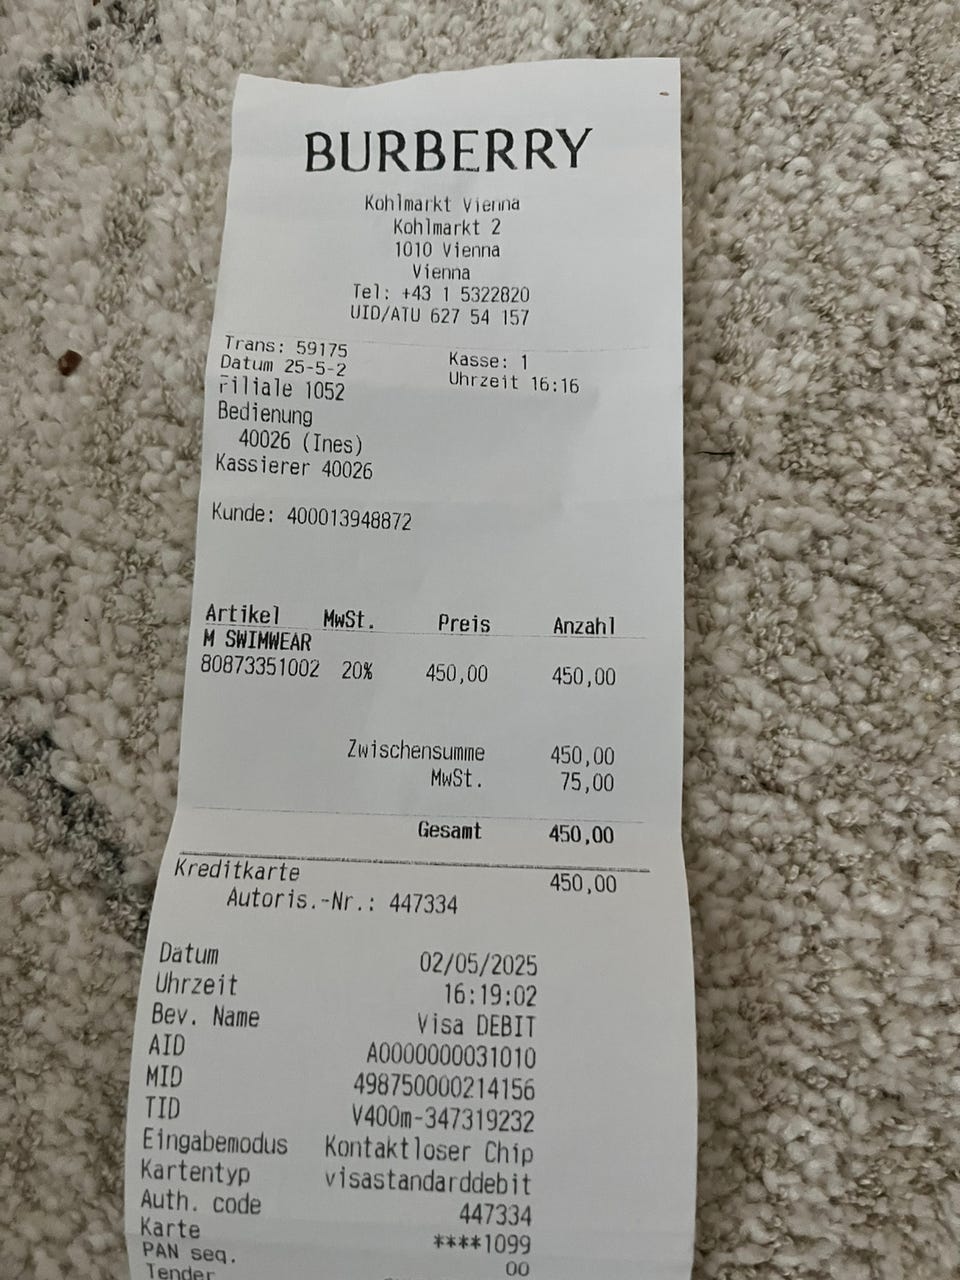 BURBERRY
Kohlmarkt Vienna
Kohlmarkt 2
1010 Vienna
Vienna
Tel: +43 1 5322820
UID/ATU 627 54 157
Trans: 59175 Kasse: 1
Datum 25-5-2 Uhrzeit 16:16
Filiale 1052
Bedienung
40026 (Ines)
Kassierer 40026
Kunde: 400013948872
Artikel MwSt. Preis Anzahl
M SWIMWEAR
80873351002 20% 450,00 450,00
Zwischensumme 450,00
MwSt. 75,00
Gesamt 450,00
Kreditkarte 450,00
Autoris.-Nr.: 447334
Datum 02/05/2025
Uhrzeit 16:19:02
Bev. Name Visa DEBIT
AID A0000000031010
MID 498750000214156
TID V400m-347319232
Eingabemodus Kontaktloser Chip
Kartentyp visastandarddebit
Auth. code 447334
Karte ****1099
PAN seq. 00
Tender